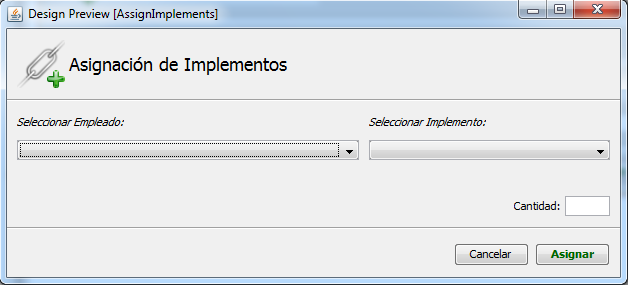 Design Preview [AssignImplements]
Asignación de Implementos
Seleccionar Empleado:
Seleccionar Implemento:
Cantidad:
Cancelar
Asignar